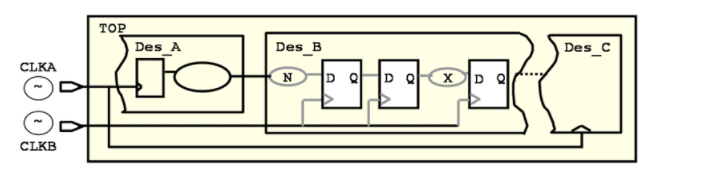 TOP
Des_A
Des_B
Des_C
CLKA
~
N
D Q
D Q
X
D Q
~
CLKB